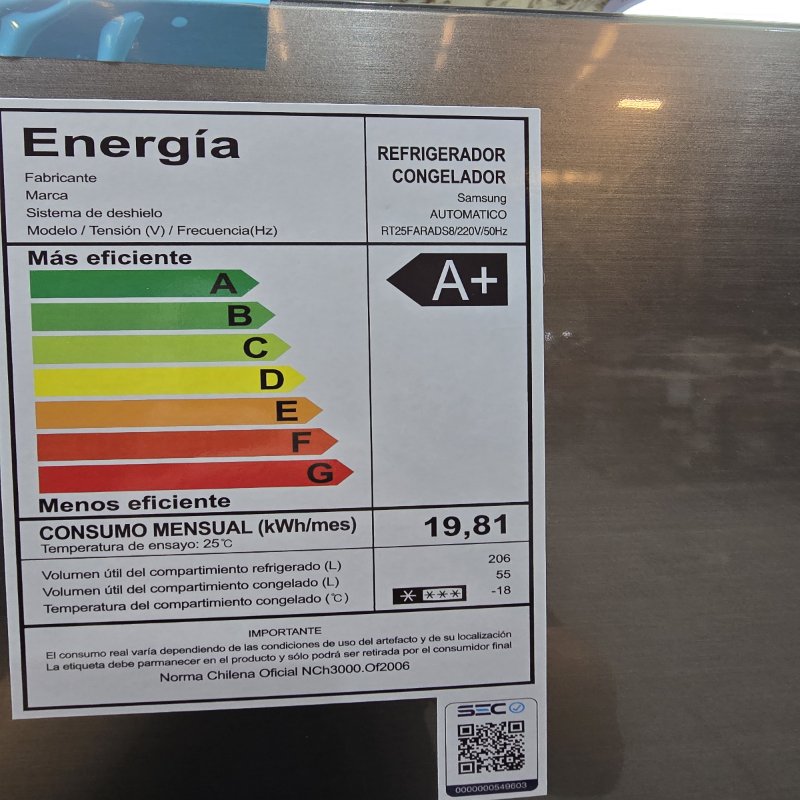 Energía
Fabricante
Marca
Sistema de deshielo
Modelo / Tensión (V) / Frecuencia(Hz)
REFRIGERADOR
CONGELADOR
Samsung
AUTOMATICO
RT25FARADS8/220V/50Hz
Más eficiente
A
B
C
D
E
F
G
Menos eficiente
A+
CONSUMO MENSUAL (kWh/mes) 19,81
Temperatura de ensayo: 25℃
Volumen útil del compartimiento refrigerado (L) 206
Volumen útil del compartimiento congelado (L) 55
Temperatura del compartimiento congelado (℃) -18
IMPORTANTE
El consumo real varía dependiendo de las condiciones de uso del artefacto y de su localización
La etiqueta debe parmanecer en el producto y sólo podrá ser retirada por el consumidor final
Norma Chilena Oficial NCh3000.Of2006
SEC
0000000549603